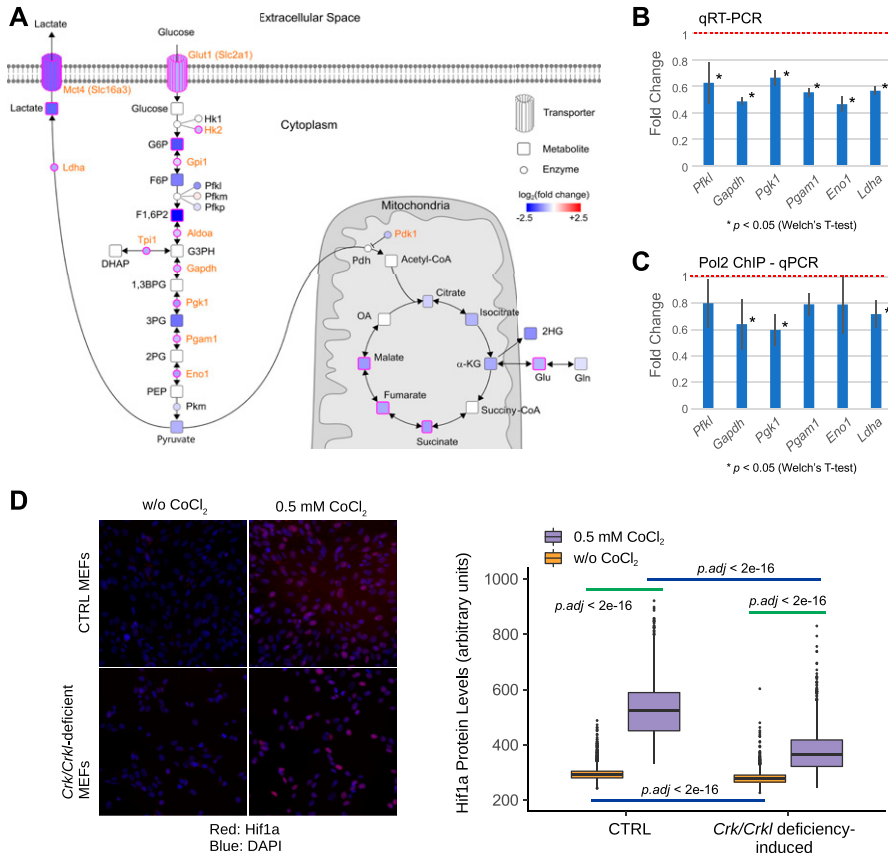 A
Extracellular Space
Lactate
Glucose
Glut1 (Slc2a1)
Mct4 (Slc16a3)
Lactate
Glucose
Hk1
Hk2
Cytoplasm
Transporter
Metabolite
Enzyme
log2(fold change)
-2.5
+2.5
G6P
Gpi1
Ldha
F6P
Pfkl
Pfkm
Pfkp
F1,6P2
Aldoa
Tpi1
G3PH
DHAP
Gapdh
1,3BPG
Pgk1
3PG
Pgam1
2PG
Eno1
PEP
Pkm
Pyruvate
Mitochondria
Pdk1
Pdh
Acetyl-CoA
Citrate
OA
Isocitrate
2HG
Malate
α-KG
Glu
Gln
Fumarate
Succiny-CoA
Succinate
B
qRT-PCR
Fold Change
1
0.8
0.6
0.4
0.2
0
* * * * * *
Pfkl Gapdh Pgk1 Pgam1 Eno1 Ldha
* p < 0.05 (Welch's T-test)
C
Pol2 ChIP - qPCR
Fold Change
1
0.8
0.6
0.4
0.2
0
* * *
Pfkl Gapdh Pgk1 Pgam1 Eno1 Ldha
* p < 0.05 (Welch's T-test)
D
w/o CoCl2
0.5 mM CoCl2
CTRL MEFs
Crk/Crkl-deficient
MEFs
Red: Hif1a
Blue: DAPI
0.5 mM CoCl2
w/o CoCl2
Hif1a Protein Levels (arbitrary units)
1000
800
600
400
200
p.adj < 2e-16
p.adj < 2e-16
p.adj < 2e-16
p.adj < 2e-16
CTRL
Crk/Crkl deficiency-
induced